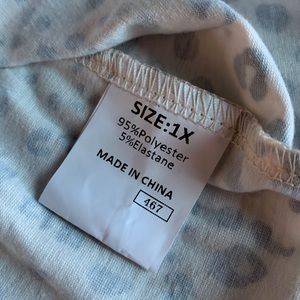 SIZE:1X
95%Polyester
5%Elastane
MADE IN CHINA
467